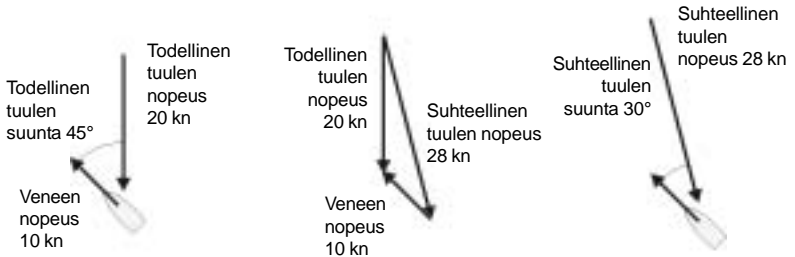 Todellinen
tuulen
nopeus
20 kn
Todellinen
tuulen
suunta 45°
Veneen
nopeus
10 kn
Todellinen
tuulen
nopeus
20 kn
Suhteellinen
tuulen nopeus
28 kn
Veneen
nopeus
10 kn
Suhteellinen
tuulen
nopeus 28 kn
Suhteellinen
tuulen
suunta 30°